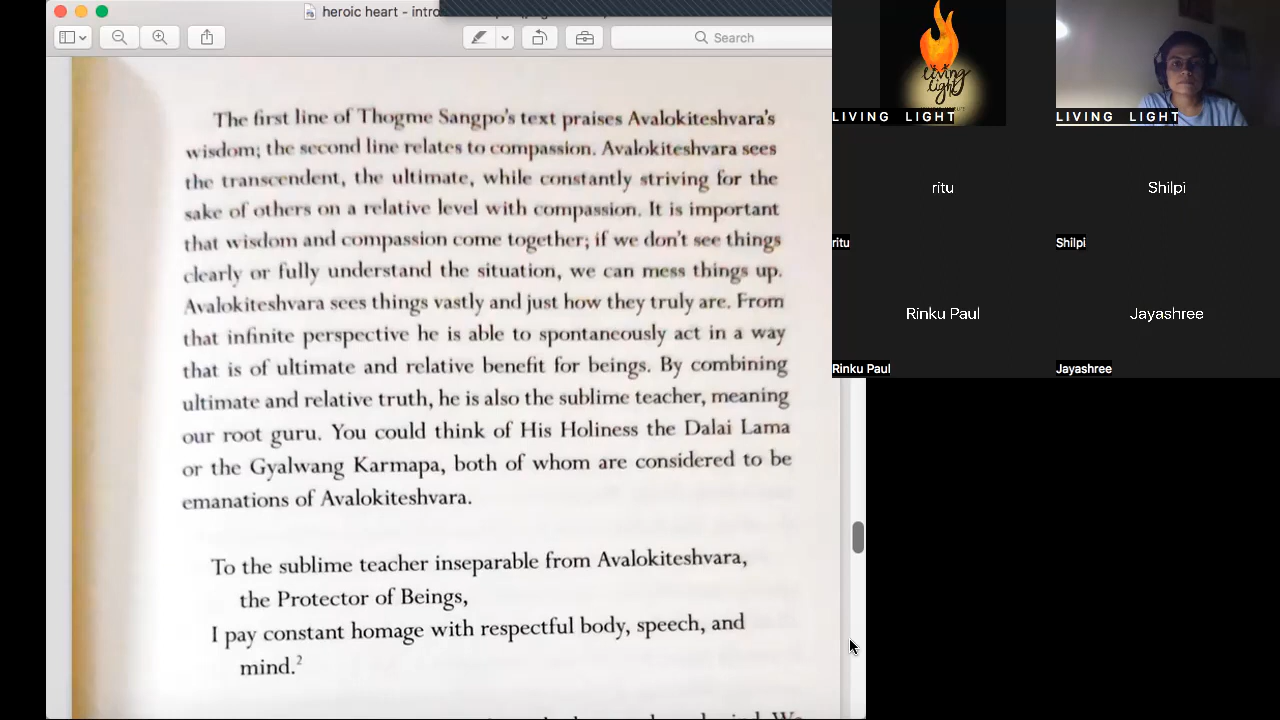 heroic heart - intro
Search
The first line of Thogme Sangpo's text praises Avalokiteshvara's
wisdom; the second line relates to compassion. Avalokiteshvara sees
the transcendent, the ultimate, while constantly striving for the
sake of others on a relative level with compassion. It is important
that wisdom and compassion come together; if we don't see things
clearly or fully understand the situation, we can mess things up.
Avalokiteshvara sees things vastly and just how they truly are. From
that infinite perspective he is able to spontaneously act in a way
that is of ultimate and relative benefit for beings. By combining
ultimate and relative truth, he is also the sublime teacher, meaning
our root guru. You could think of His Holiness the Dalai Lama
or the Gyalwang Karmapa, both of whom are considered to be
emanations of Avalokiteshvara.
To the sublime teacher inseparable from Avalokiteshvara,
the Protector of Beings,
I pay constant homage with respectful body, speech, and
mind.2
living
light
LIVING LIGHT
LIVING LIGHT
ritu
Shilpi
ritu
Shilpi
Rinku Paul
Jayashree
Rinku Paul
Jayashree